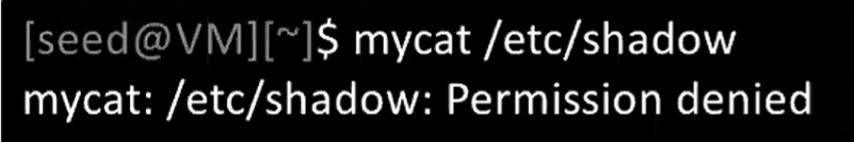 [seed@VM][~]$ mycat /etc/shadow
mycat: /etc/shadow: Permission denied